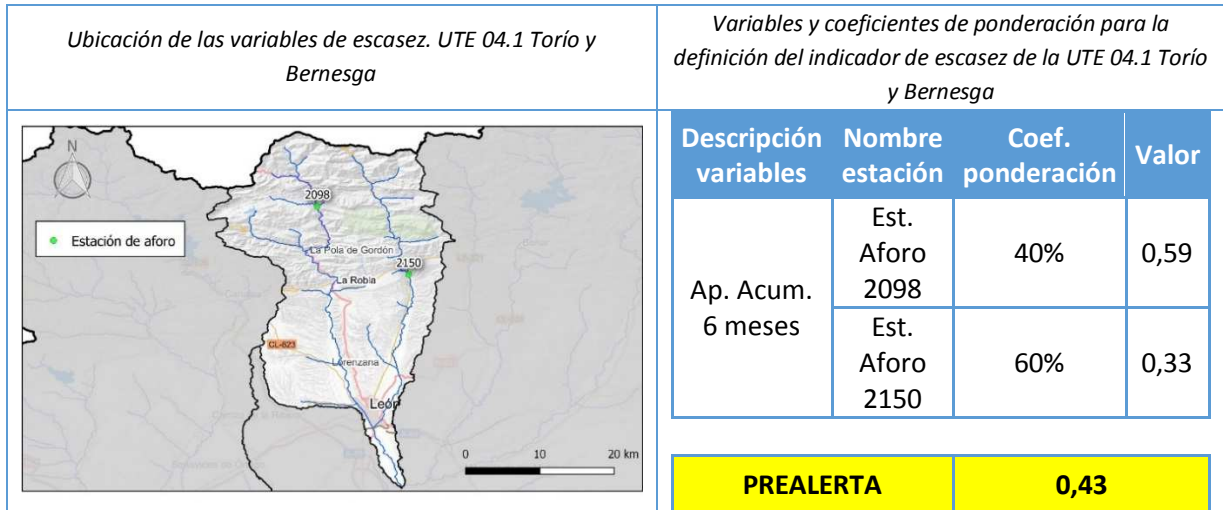 Ubicación de las variables de escasez. UTE 04.1 Torío y
Bernesga
Variables y coeficientes de ponderación para la
definición del indicador de escasez de la UTE 04.1 Torío
y Bernesga
N
Estación de aforo
2098
La Pola de Gordón
2150
La Robla
CL-623
Lorenzana
León
0 10 20 km
Descripción variables Nombre estación Coef. ponderación Valor
Ap. Acum.
6 meses
Est.
Aforo
2098
40%
0,59
Est.
Aforo
2150
60%
0,33
PREALERTA 0,43